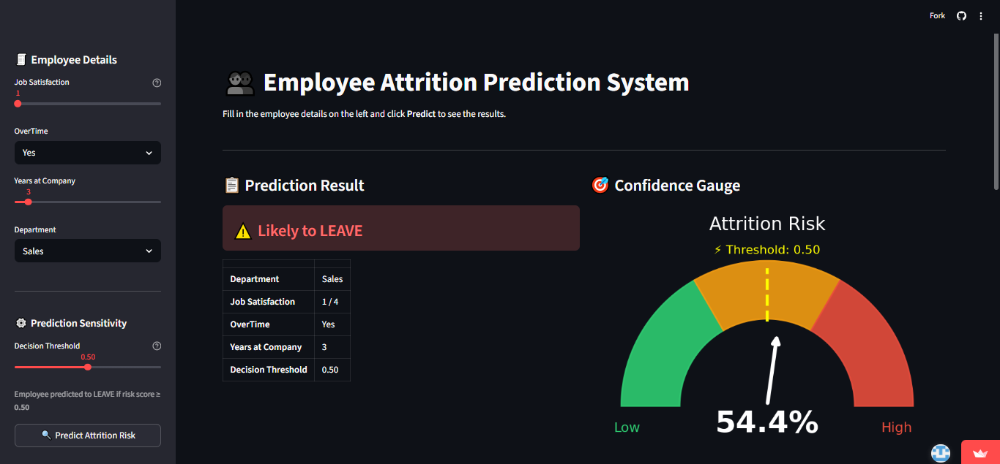 Fork
Employee Details
Job Satisfaction
1
OverTime
Yes
Years at Company
3
Department
Sales
Prediction Sensitivity
Decision Threshold
0.50
Employee predicted to LEAVE if risk score ≥
0.50
Predict Attrition Risk
Employee Attrition Prediction System
Fill in the employee details on the left and click Predict to see the results.
Prediction Result
Likely to LEAVE
Department Sales
Job Satisfaction 1 / 4
OverTime Yes
Years at Company 3
Decision Threshold 0.50
Confidence Gauge
Attrition Risk
⚡ Threshold: 0.50
Low
54.4%
High